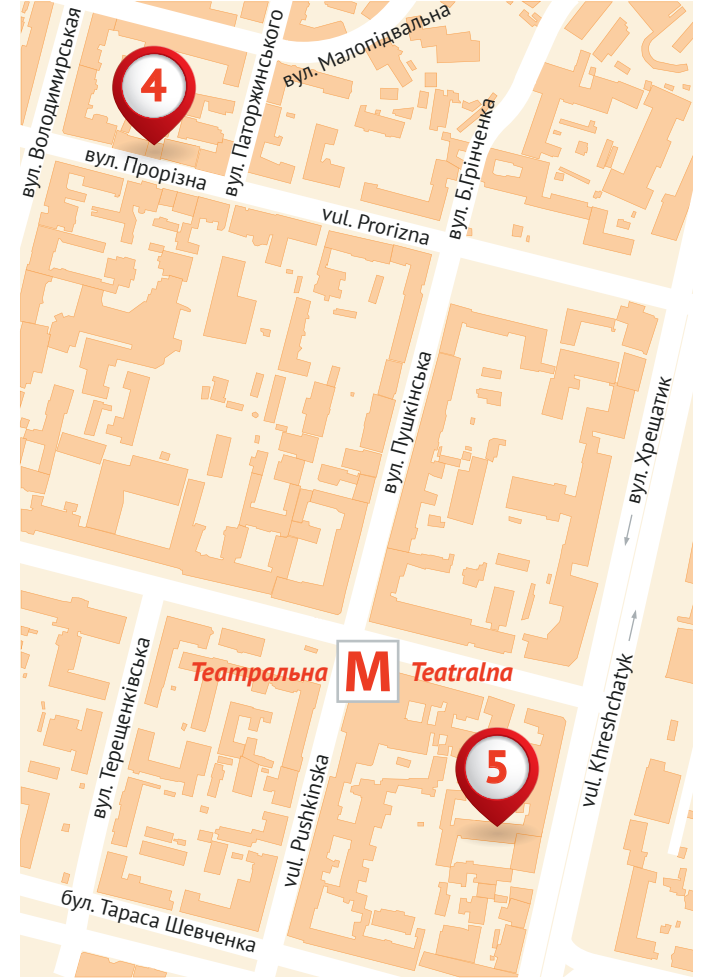 вул. Володимирськая
4
вул. Паторжинського
вул. Малопідвальна
вул. Б.Грінченка
вул. Прорізна
vul. Prorizna
вул. Пушкінська
вул. Хрещатик
Театральна M Teatralna
вул. Терещенківська
vul. Pushkinska
5
vul. Khreshchatyk
бул. Тараса Шевченка